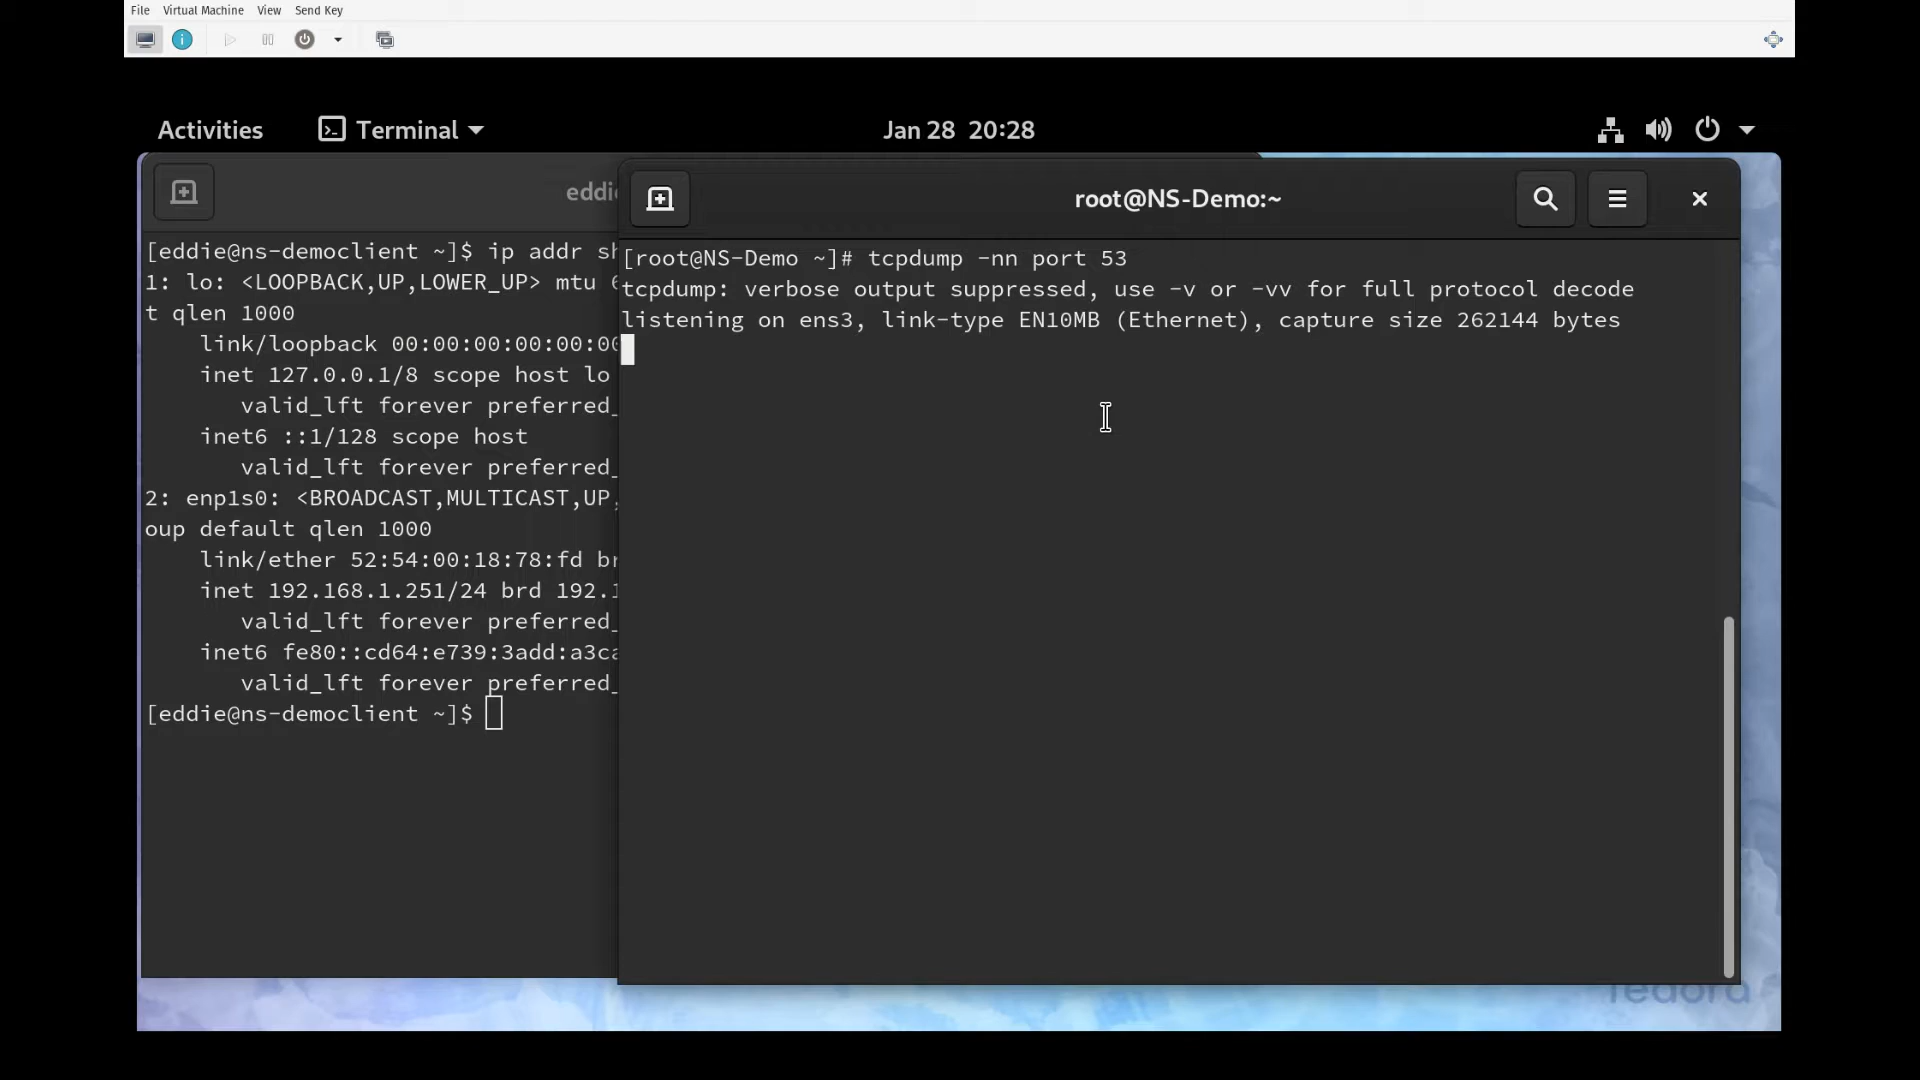 File Virtual Machine View Send Key
Activities Terminal Jan 28 20:28
eddie
[eddie@ns-democlient ~]$ ip addr sh
1: lo: <LOOPBACK,UP,LOWER_UP> mtu 6
t qlen 1000
link/loopback 00:00:00:00:00:00
inet 127.0.0.1/8 scope host lo
valid_lft forever preferred_
inet6 ::1/128 scope host
valid_lft forever preferred_
2: enp1s0: <BROADCAST,MULTICAST,UP,
oup default qlen 1000
link/ether 52:54:00:18:78:fd br
inet 192.168.1.251/24 brd 192.1
valid_lft forever preferred_
inet6 fe80::cd64:e739:3add:a3ca
valid_lft forever preferred_
[eddie@ns-democlient ~]$
root@NS-Demo:~
[root@NS-Demo ~]# tcpdump -nn port 53
tcpdump: verbose output suppressed, use -v or -vv for full protocol decode
listening on ens3, link-type EN10MB (Ethernet), capture size 262144 bytes
fedora